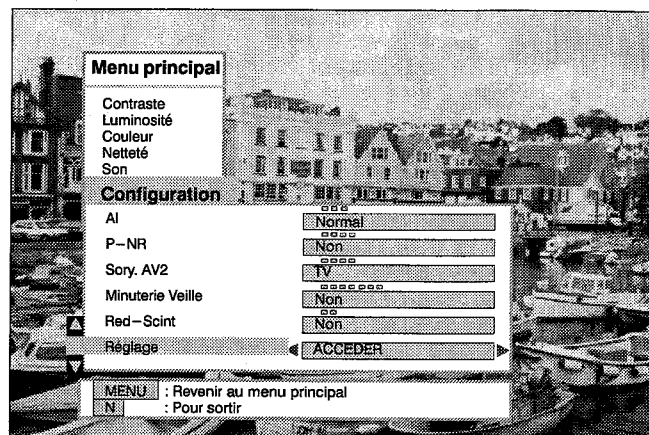 Menu principal
Contraste
Luminosité
Couleur
Netteté
Son
Configuration
AI Normal
P-NR Non
Sory. AV2 TV
Minuterie Veille Non
Red-Scint Non
Réglage ACCEDER
MENU : Revenir au menu principal
N : Pour sortir